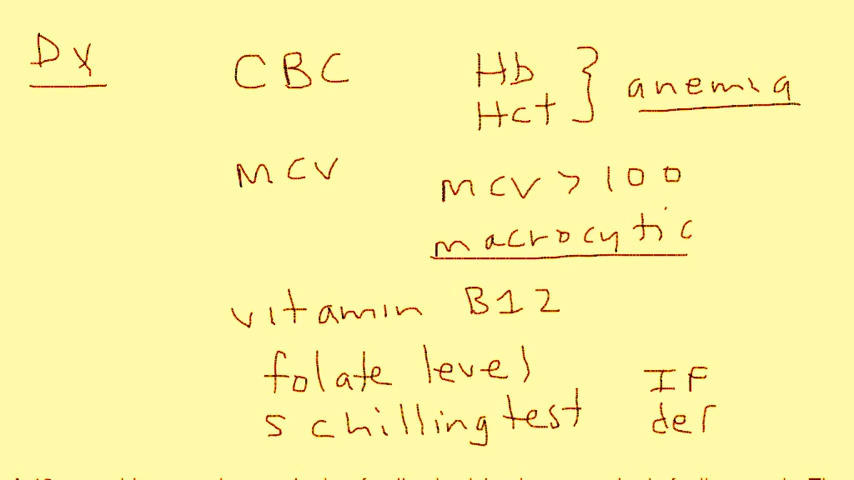 Dx
CBC Hb
Hct } anemia
MCV MCV > 100
macrocytic
vitamin B12
folate level
schilling test IF
def